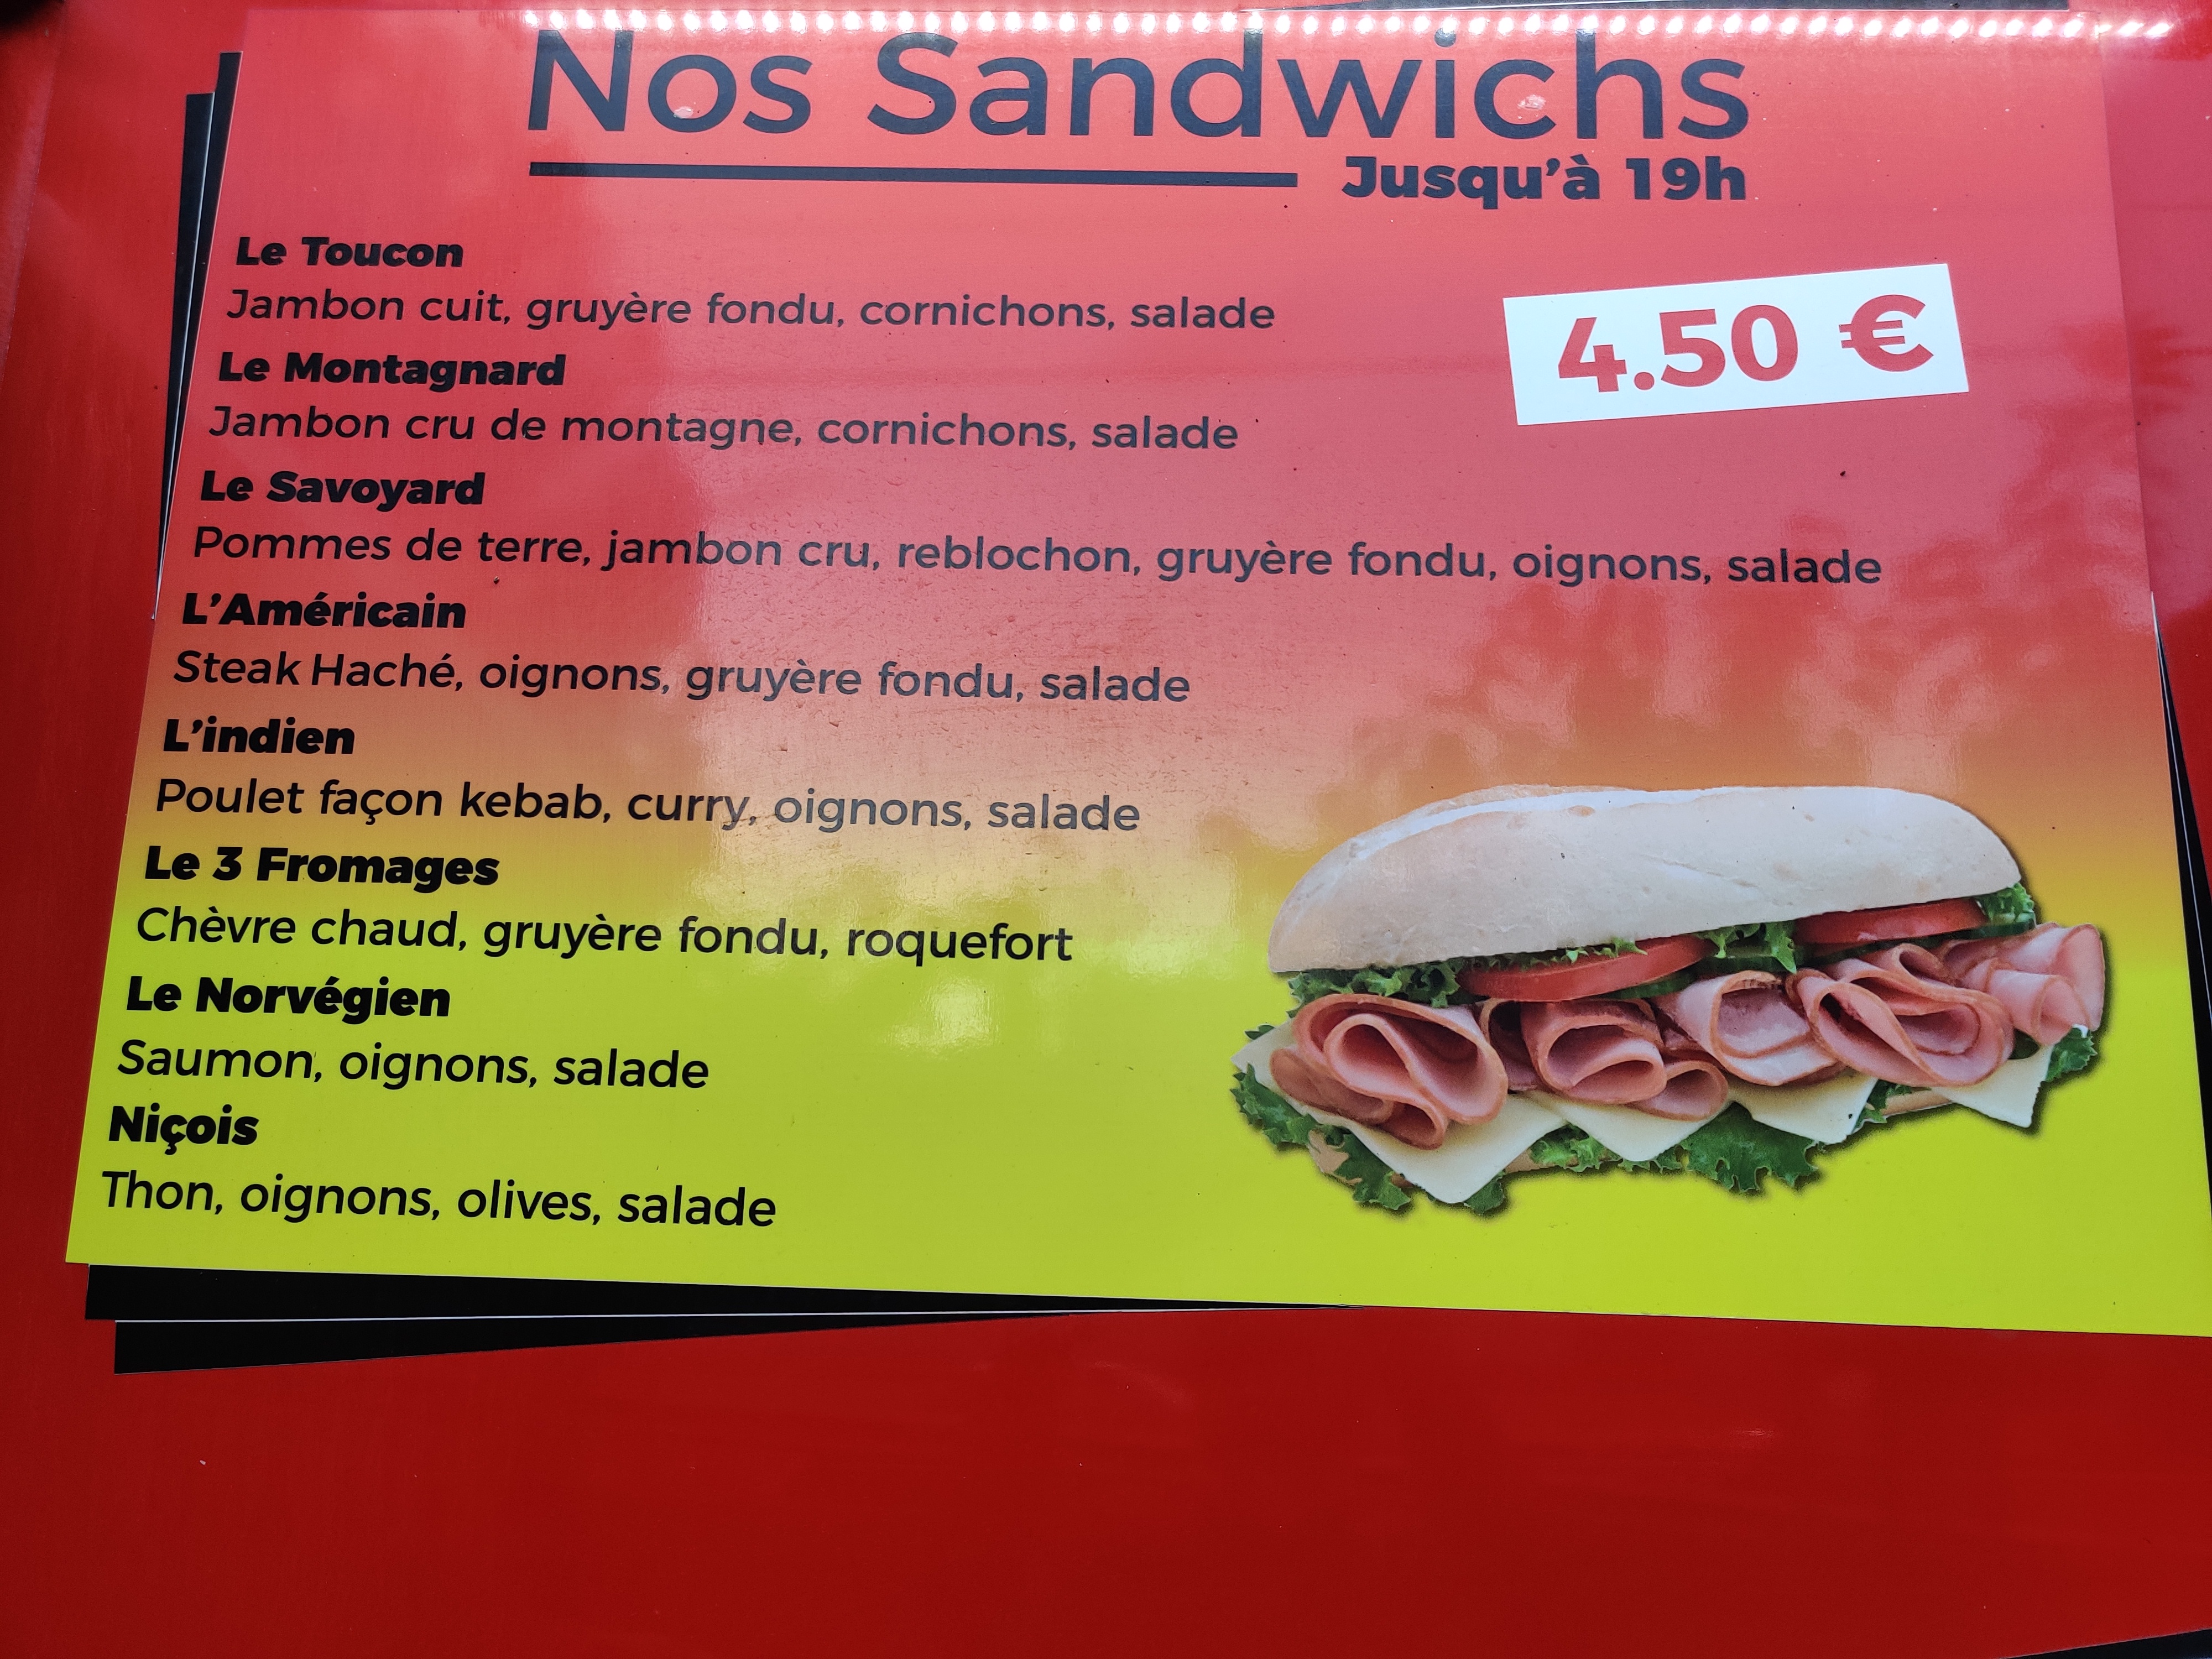 Nos Sandwichs
Jusqu'à 19h
Le Toucon
Jambon cuit, gruyère fondu, cornichons, salade
4.50 €
Le Montagnard
Jambon cru de montagne, cornichons, salade
Le Savoyard
Pommes de terre, jambon cru, reblochon, gruyère fondu, oignons, salade
L'Américain
Steak Haché, oignons, gruyère fondu, salade
L'indien
Poulet façon kebab, curry, oignons, salade
Le 3 Fromages
Chèvre chaud, gruyère fondu, roquefort
Le Norvégien
Saumon, oignons, salade
Niçois
Thon, oignons, olives, salade